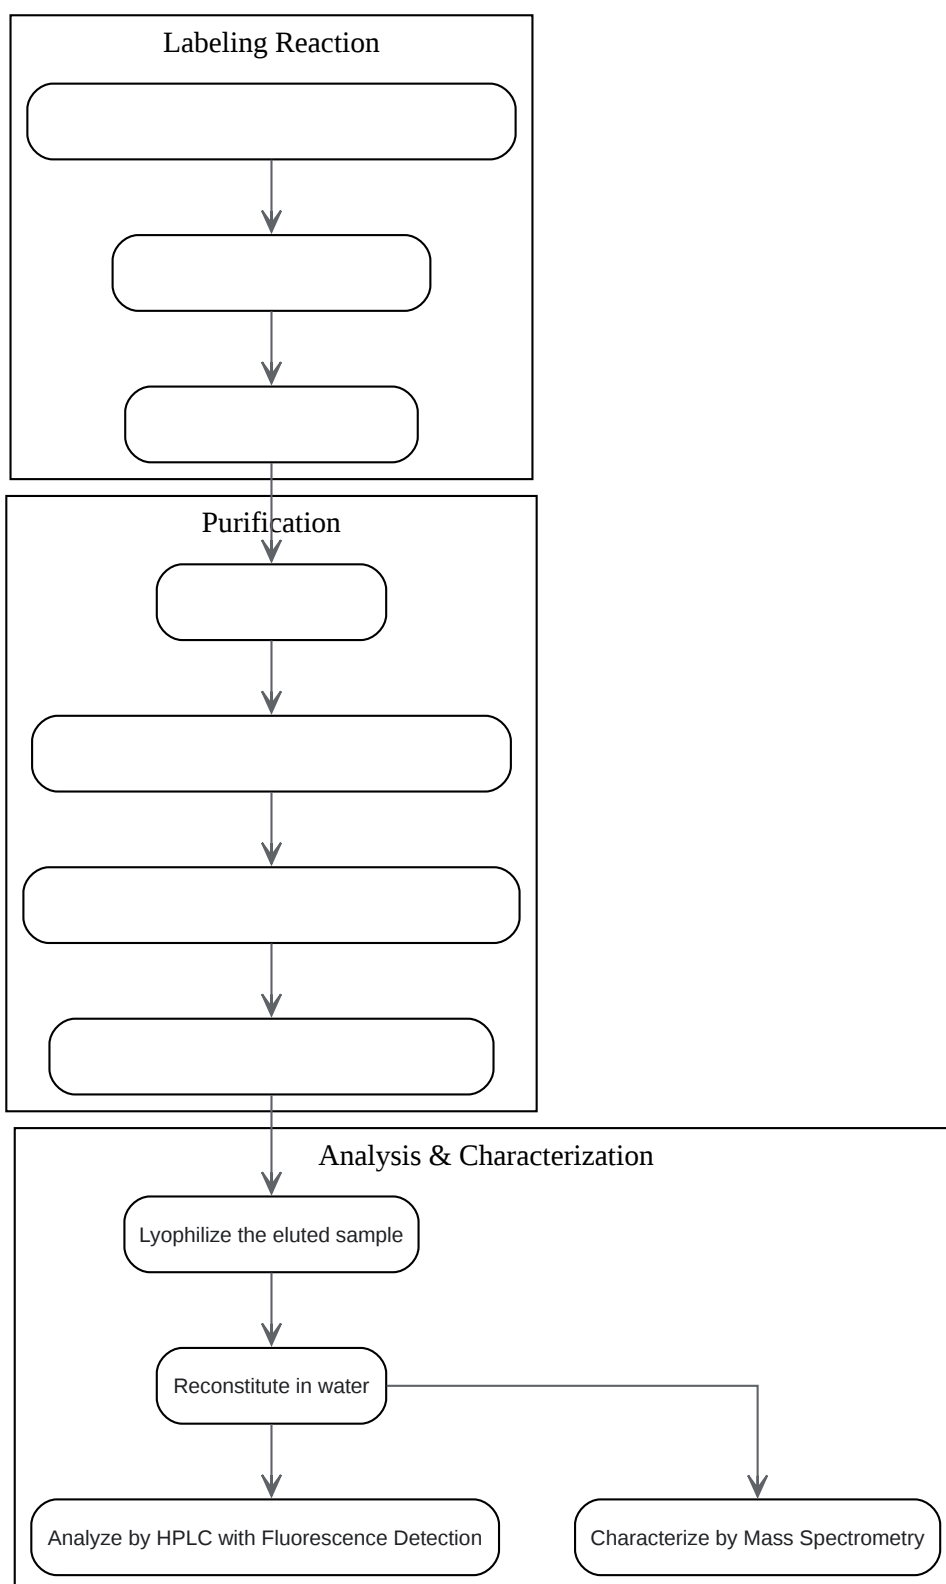 Labeling Reaction
Purification
Analysis & Characterization
Lyophilize the eluted sample
Reconstitute in water
Analyze by HPLC with Fluorescence Detection
Characterize by Mass Spectrometry